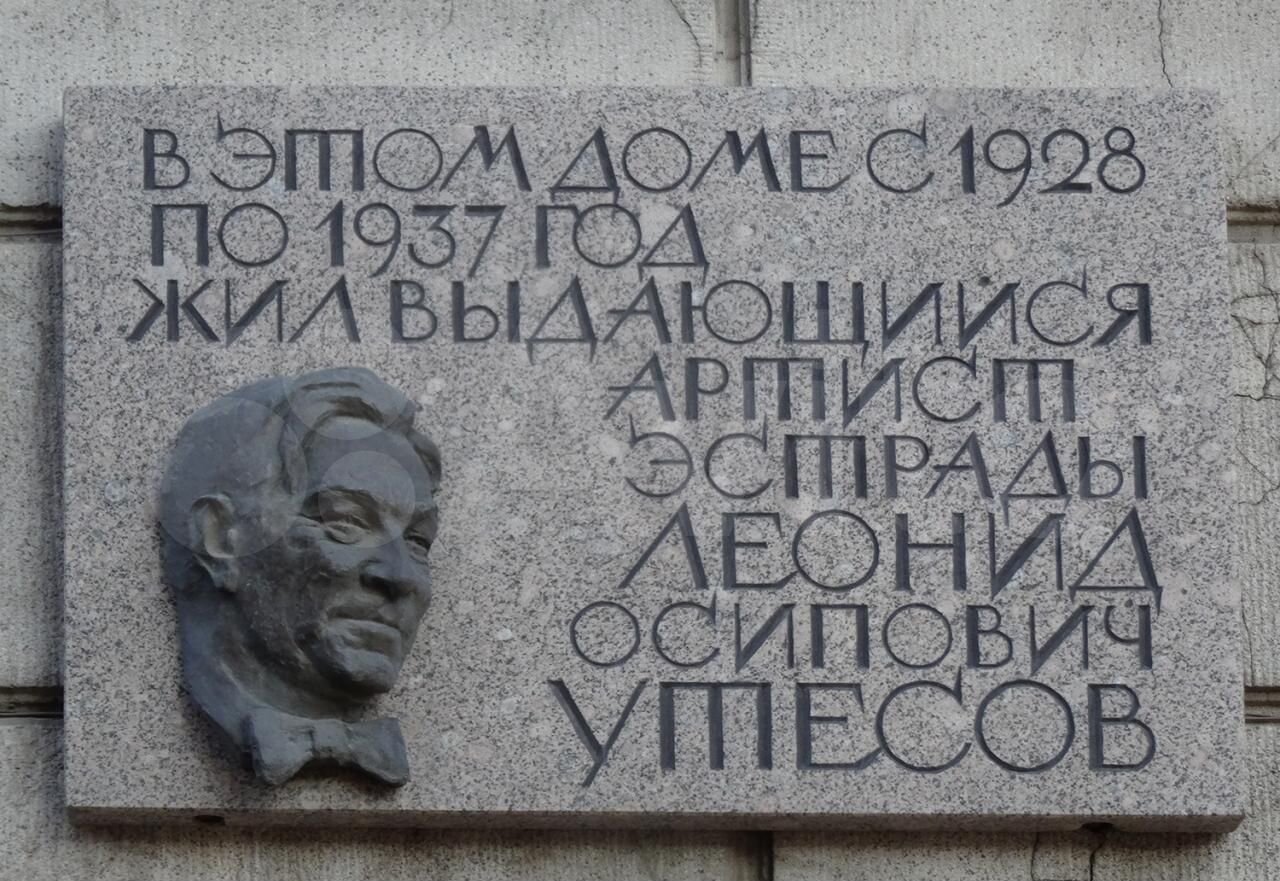 В ЭТОМ ДОМЕ С 1928
ПО 1937 ГОД
ЖИЛ ВЫДАЮЩИЙСЯ
АРТИСТ
ЭСТРАДЫ
ЛЕОНИД
ОСИПОВИЧ
УТЕСОВ